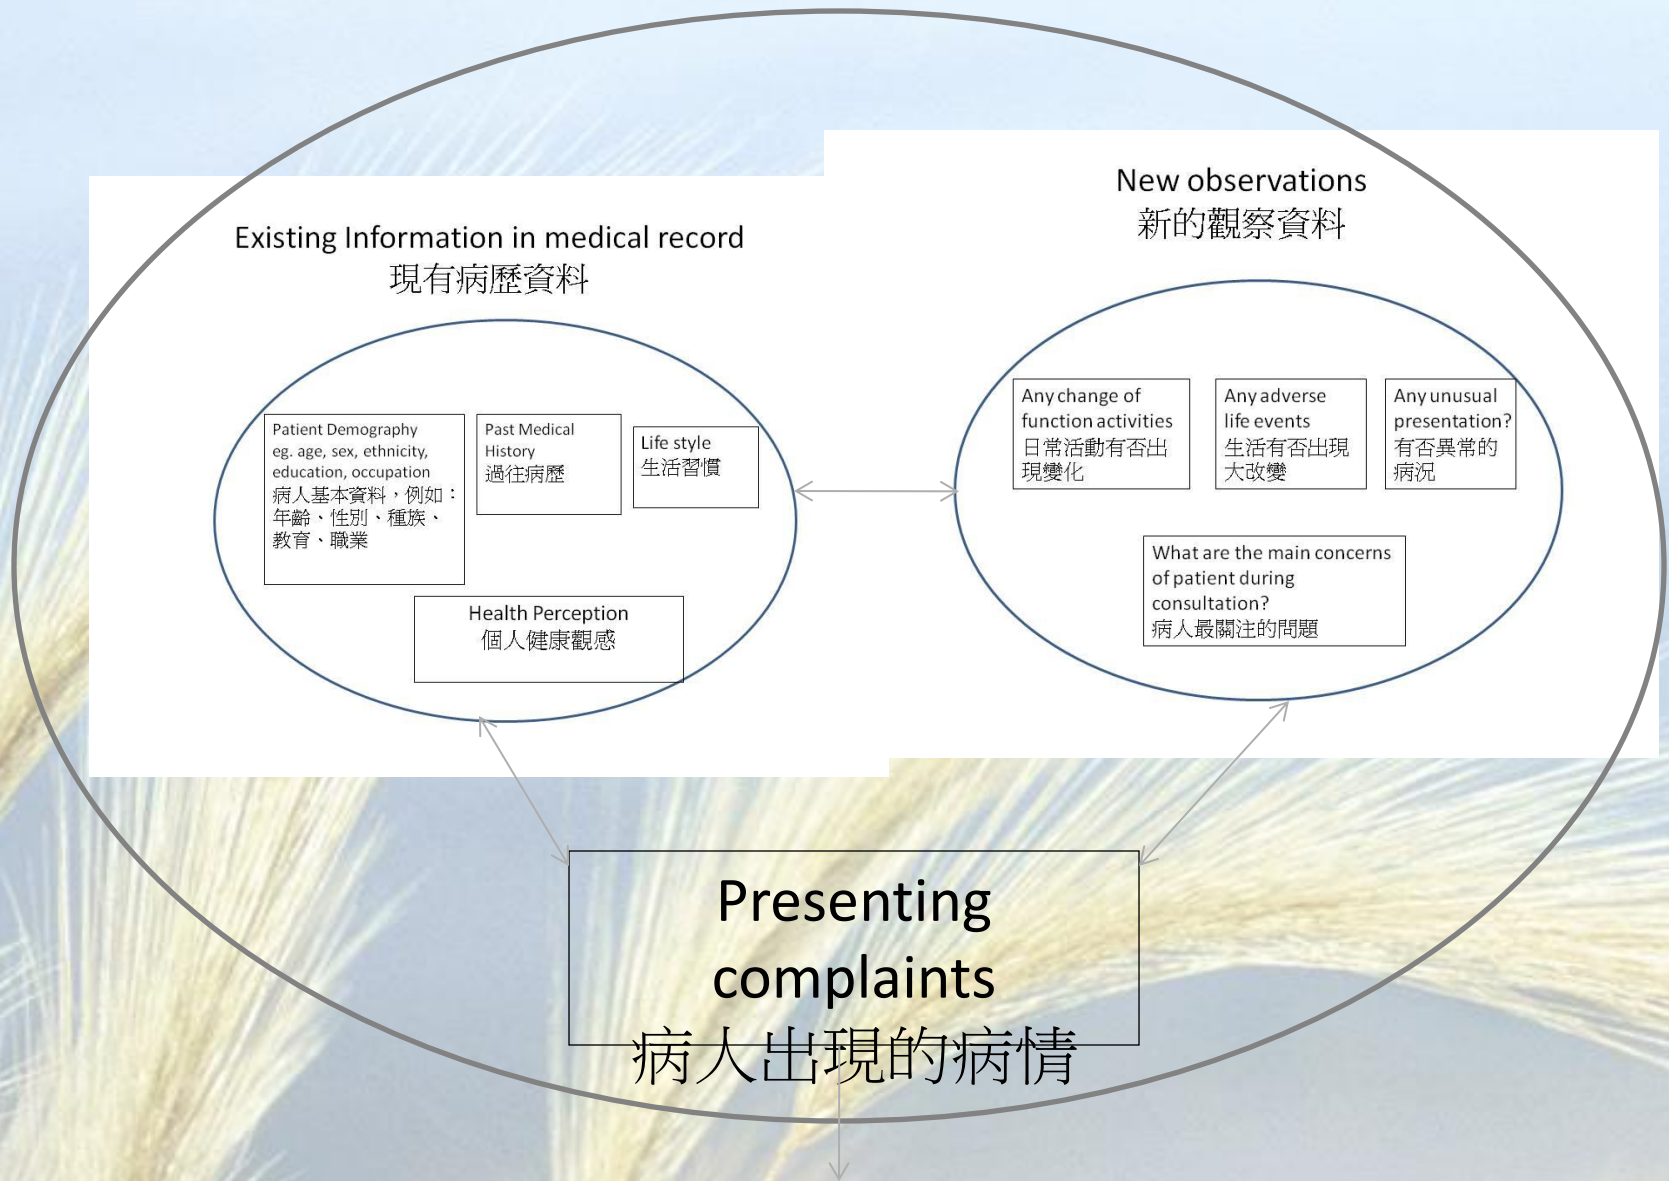 Existing Information in medical record
現有病歷資料
Patient Demography
eg. age, sex, ethnicity,
education, occupation
病人基本資料，例如：
年齡、性別、種族、
教育、職業
Past Medical
History
過往病歷
Life style
生活習慣
Health Perception
個人健康觀感
New observations
新的觀察資料
Any change of
function activities
日常活動有否出
現變化
Any adverse
life events
生活有否出現
大改變
Any unusual
presentation?
有否異常的
病況
What are the main concerns
of patient during
consultation?
病人最關注的問題
Presenting
complaints
病人出現的病情